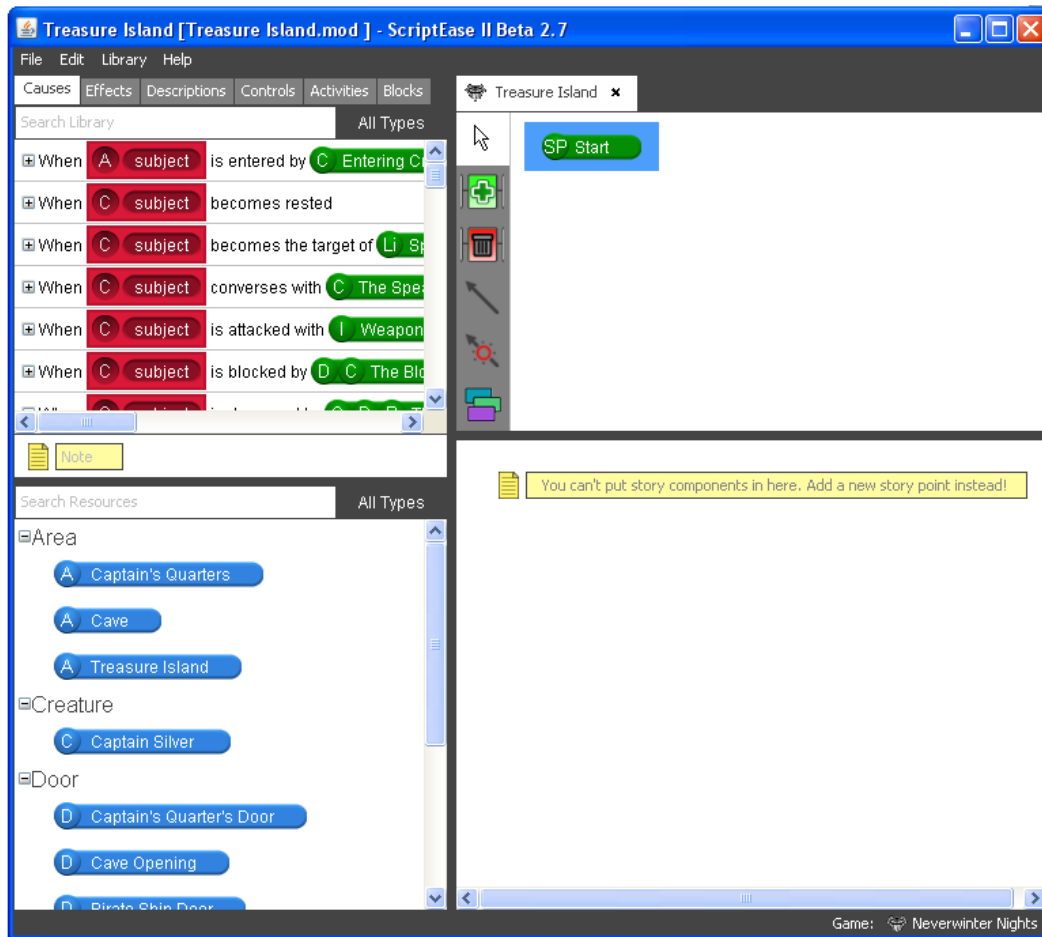 Treasure Island [Treasure Island.mod ] - ScriptEase II Beta 2.7
File Edit Library Help
Causes Effects Descriptions Controls Activities Blocks
Treasure Island
Search Library All Types
SP Start
When A subject is entered by C Entering Cr
When C subject becomes rested
When C subject becomes the target of Li Sp
When C subject converses with C The Spea
When C subject is attacked with I Weapon
When C subject is blocked by D C The Blo
Note
You can't put story components in here. Add a new story point instead!
Search Resources All Types
Area
A Captain's Quarters
A Cave
A Treasure Island
Creature
C Captain Silver
Door
D Captain's Quarter's Door
D Cave Opening
D Pirate Ship Door
Game: Neverwinter Nights